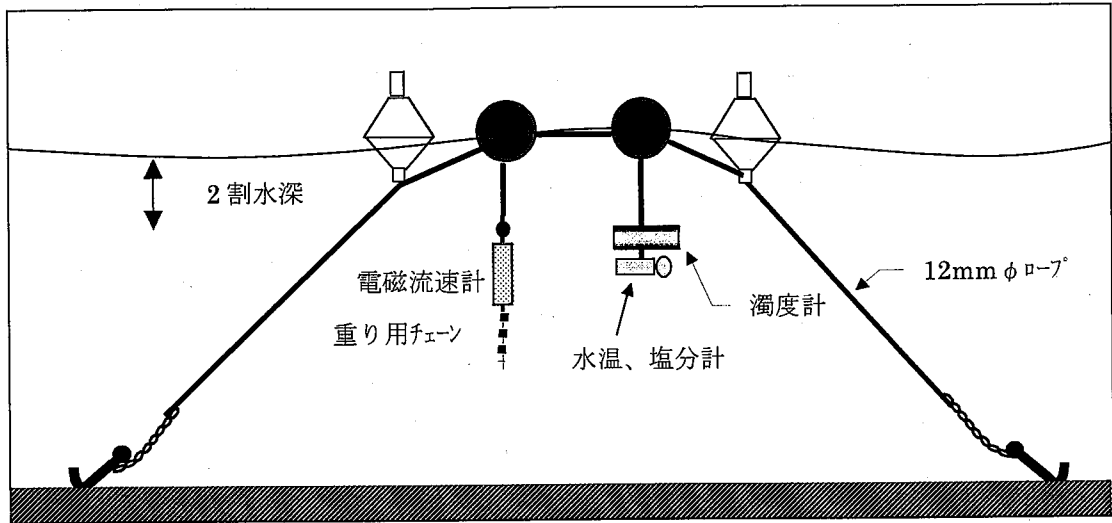 2割水深
電磁流速計
重り用チェーン
水温、塩分計
濁度計
12mmφロープ